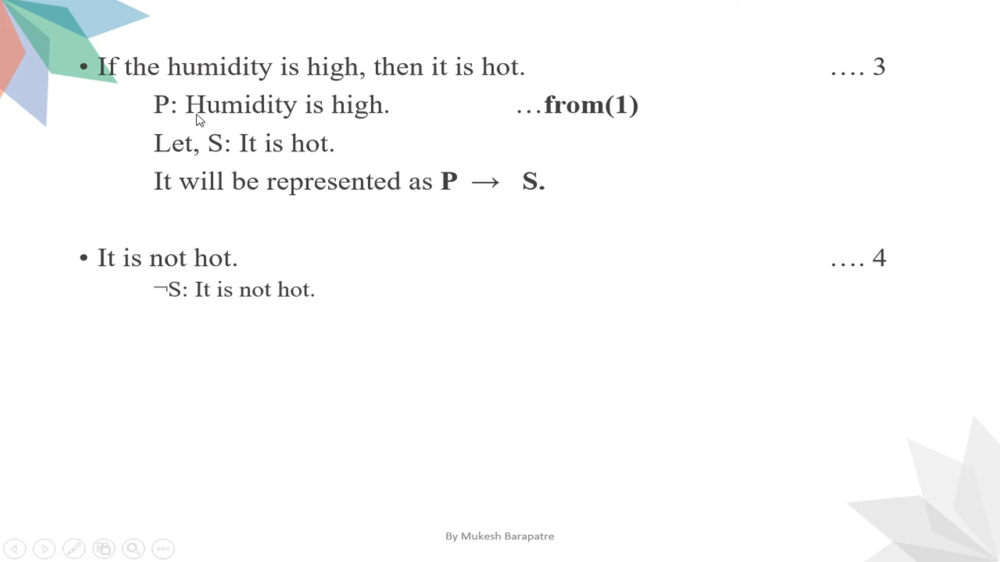 • If the humidity is high, then it is hot. …. 3
P: Humidity is high. …from(1)
Let, S: It is hot.
It will be represented as P → S.
• It is not hot. …. 4
¬S: It is not hot.
By Mukesh Barapatre